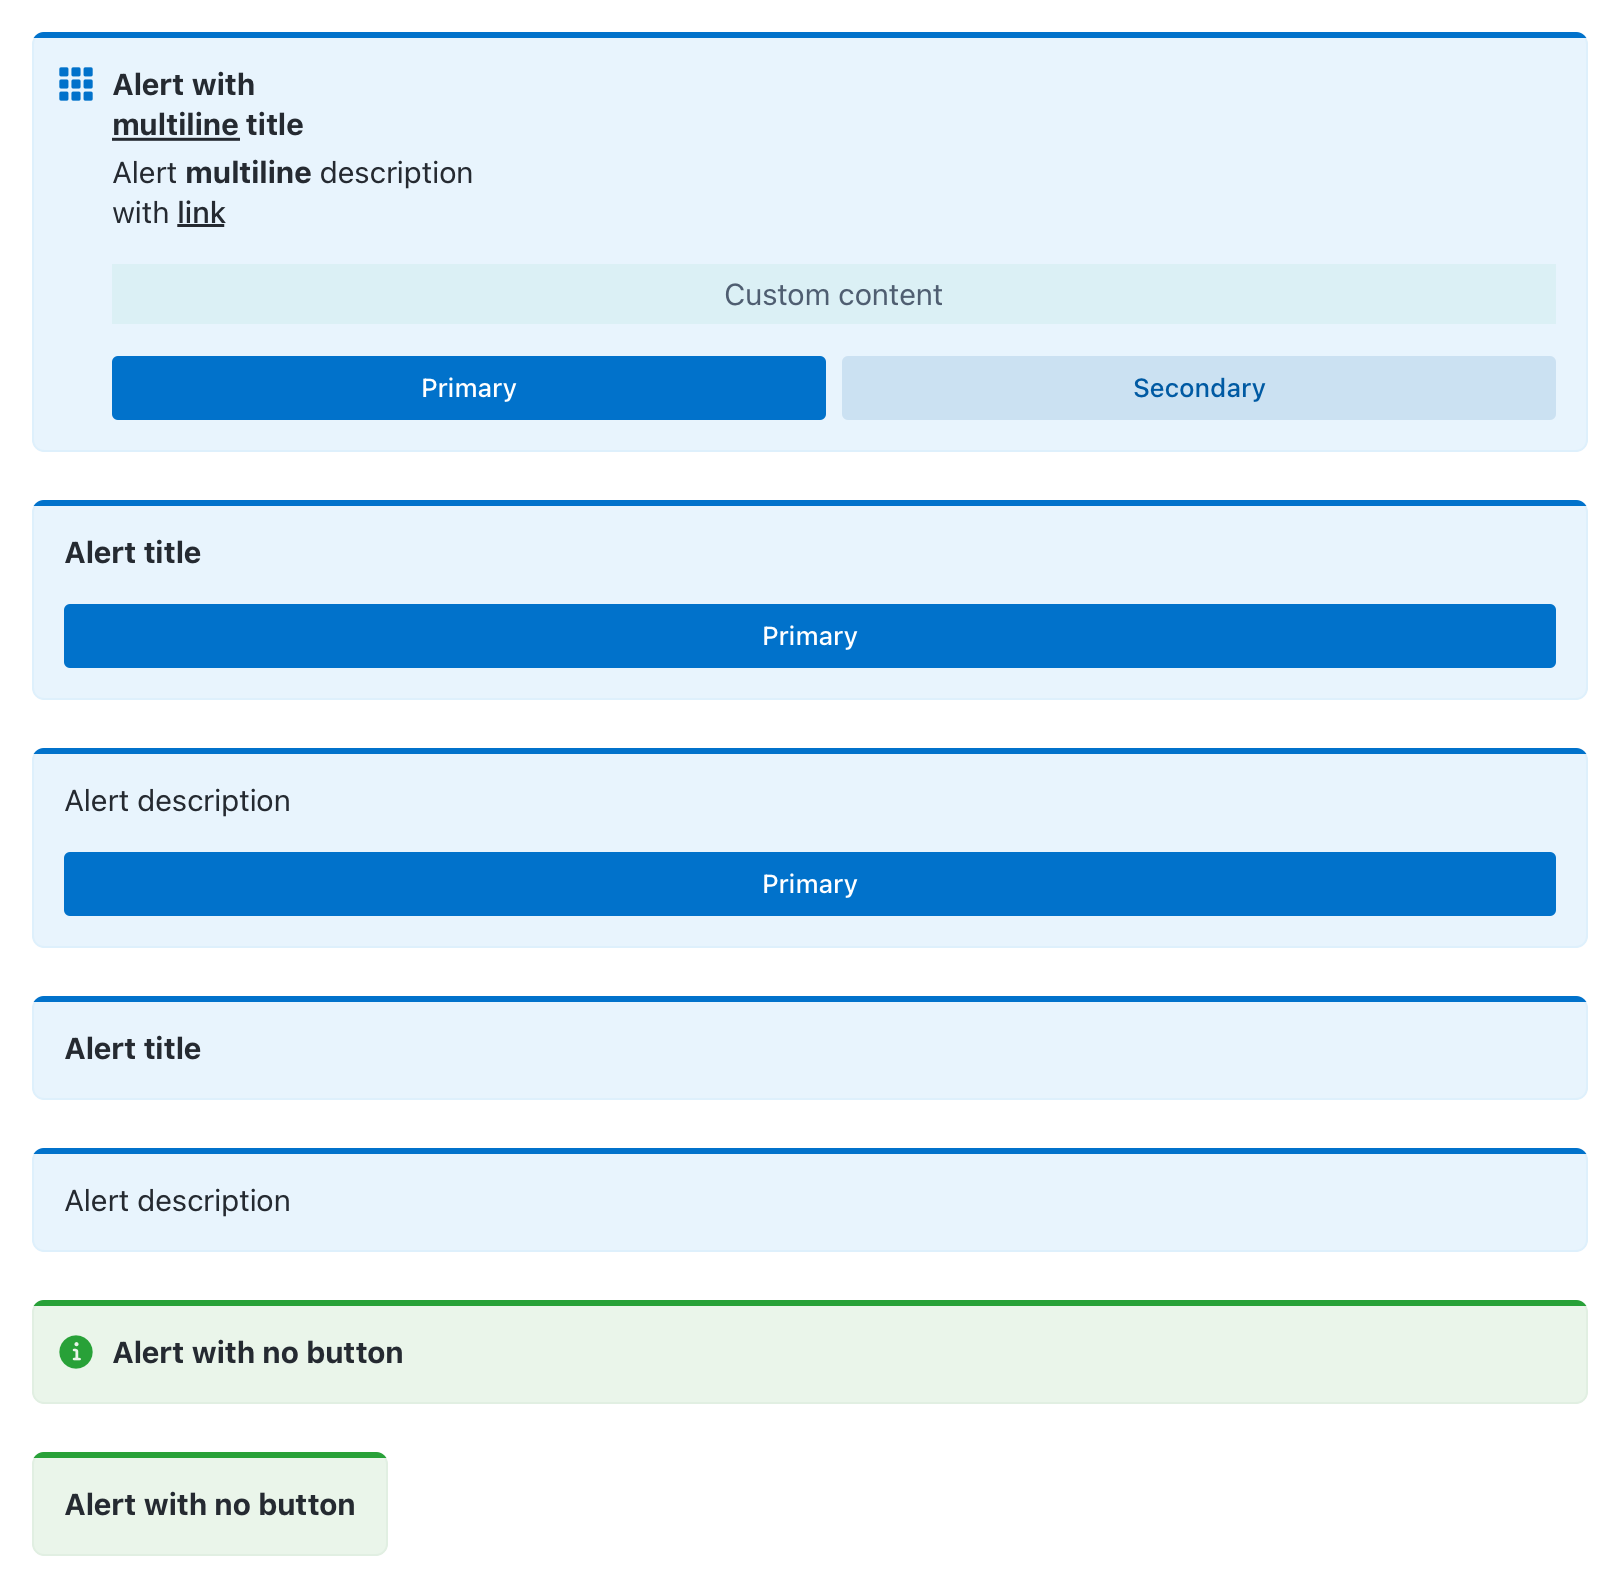 Alert with
multiline title
Alert multiline description
with link
Custom content
Primary
Secondary
Alert title
Primary
Alert description
Primary
Alert title
Alert description
Alert with no button
Alert with no button